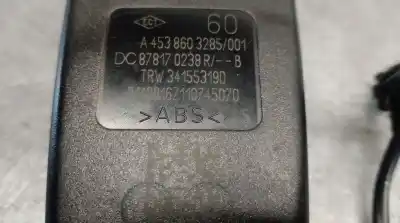 60
A 453 860 3285/001
DC 87817 0238 R/--B
TRW 341553190
>ABS<